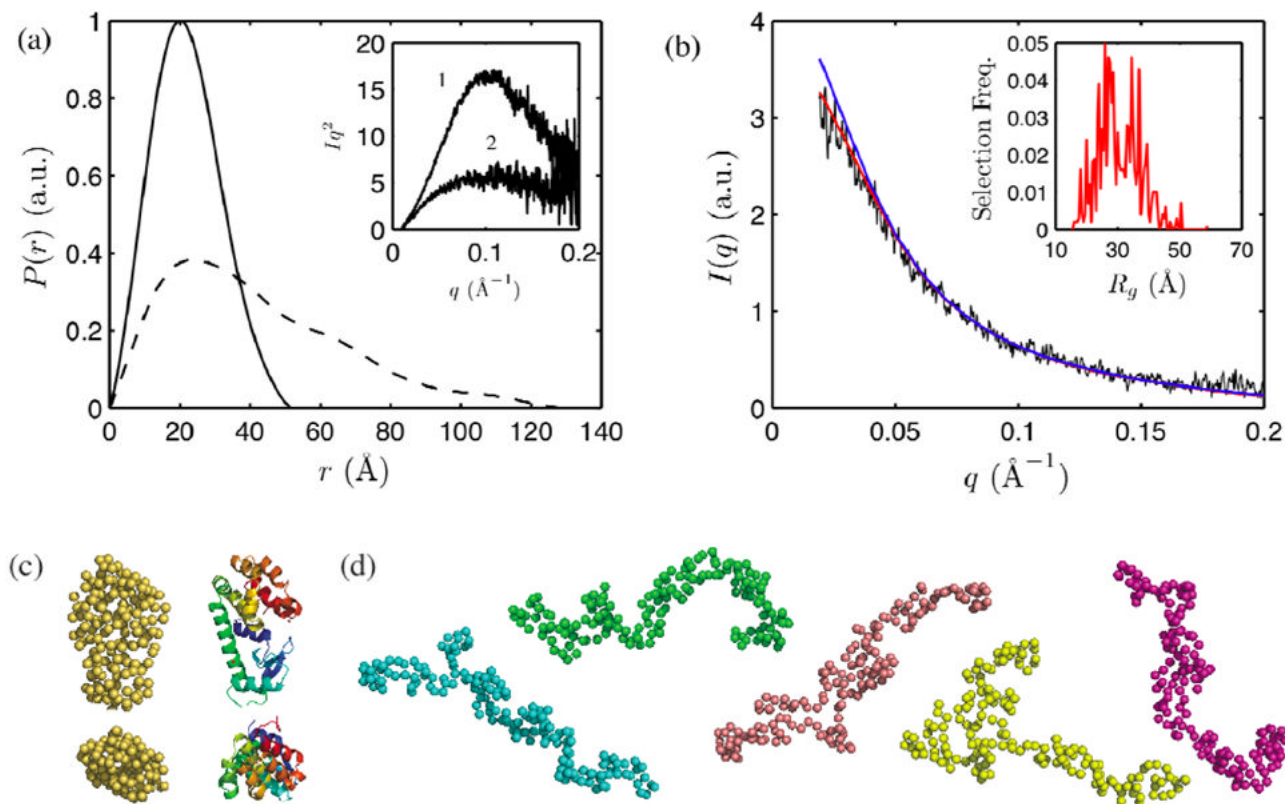 (a)
P(r) (a.u.)
1
0.8
0.6
0.4
0.2
0
0 20 40 60 80 100 120 140
r (Å)
Iq²
20
15
10
5
0
0 0.1 0.2
q (Å⁻¹)
1
2
(b)
I(q) (a.u.)
4
3
2
1
0
0 0.05 0.1 0.15 0.2
q (Å⁻¹)
Selection Freq.
0.05
0.04
0.03
0.02
0.01
0
10 30 50 70
R_g (Å)
(c)
(d)